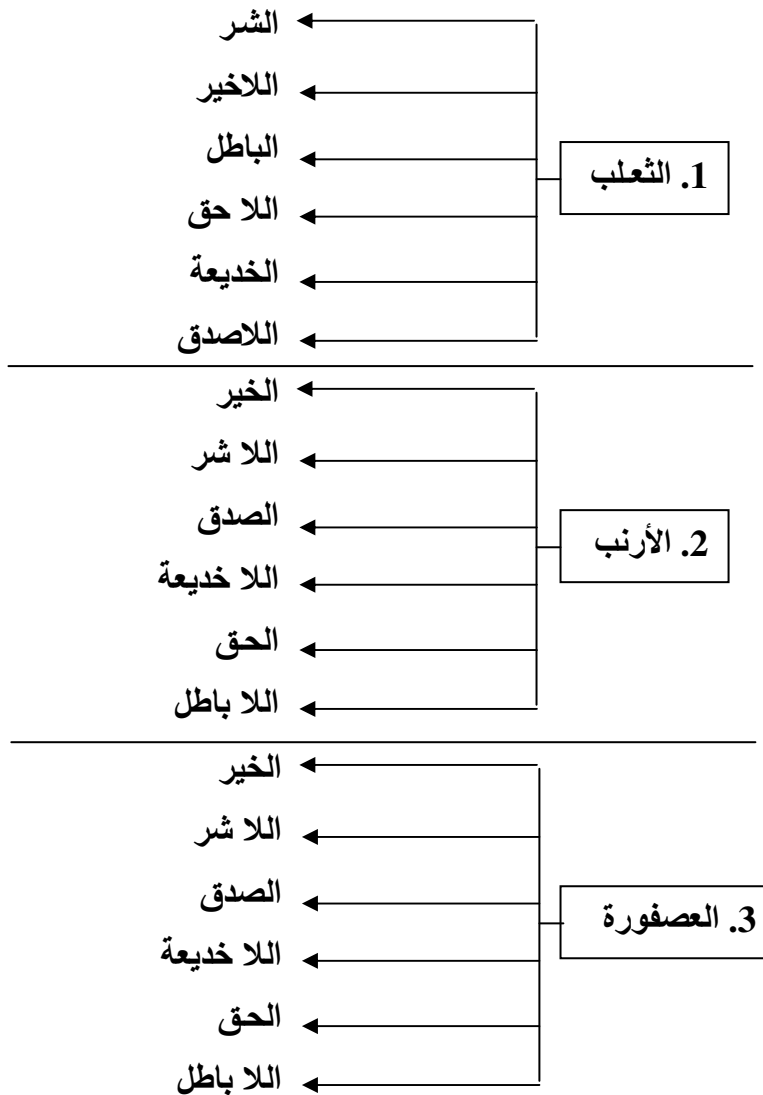 الشر
اللاخير
الباطل
1. الثعلب
اللا حق
الخديعة
اللاصدق
الخير
اللا شر
الصدق
2. الأرنب
اللا خديعة
الحق
اللا باطل
الخير
اللا شر
الصدق
3. العصفورة
اللا خديعة
الحق
اللا باطل